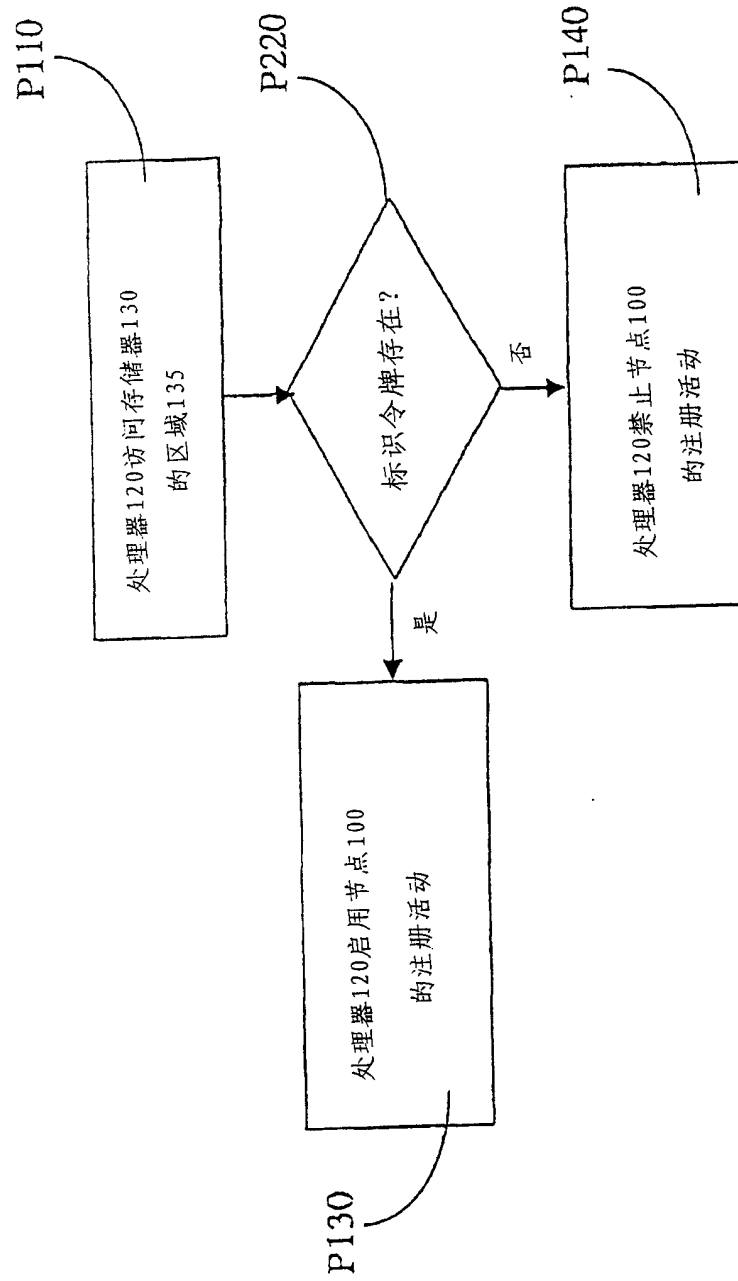 P110
处理器120访问存储器130
的区域135
P220
标识令牌存在?
是
否
P130
处理器120启用节点100
的注册活动
P140
处理器120禁止节点100
的注册活动